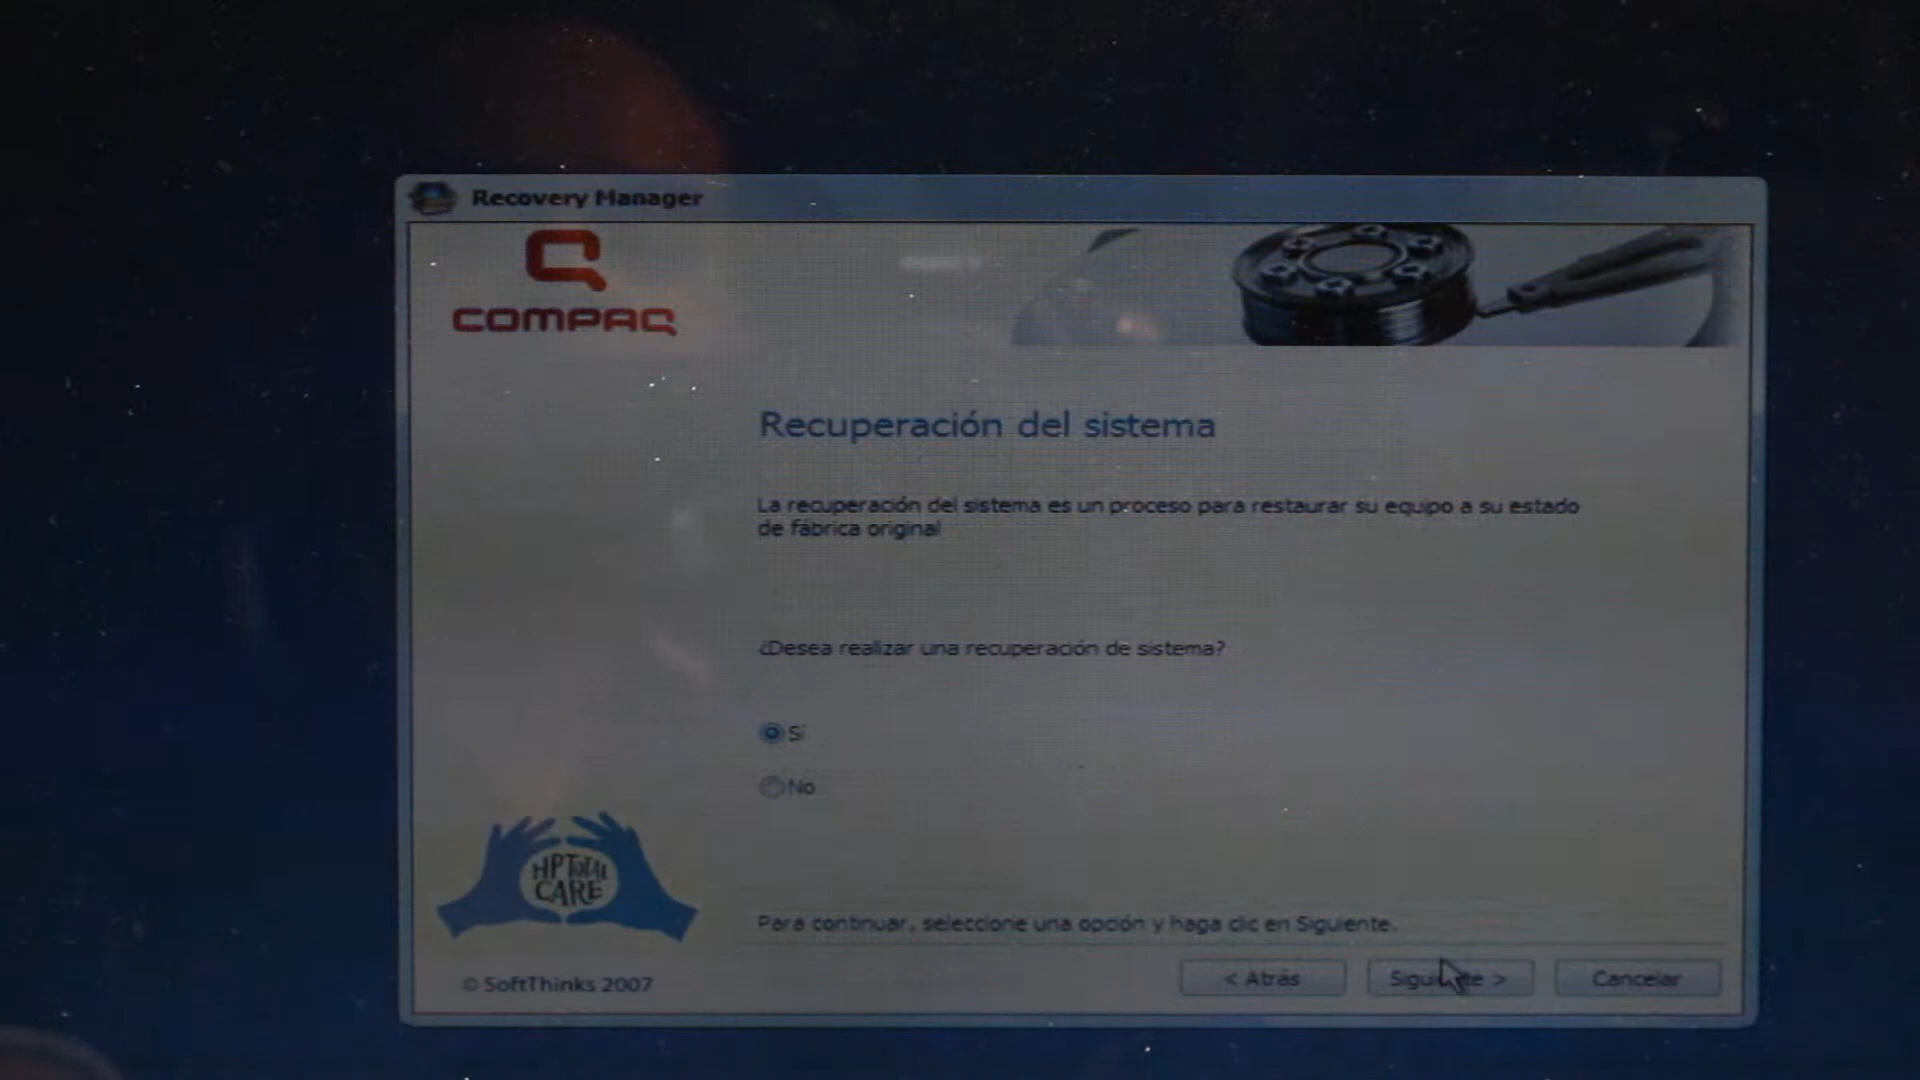 Recovery Manager
COMPAQ
Recuperación del sistema
La recuperación del sistema es un proceso para restaurar su equipo a su estado
de fábrica original
¿Desea realizar una recuperación de sistema?
Sí
No
HP TOTAL
CARE
Para continuar, seleccione una opción y haga clic en Siguiente.
© SoftThinks 2007
< Atrás
Siguiente >
Cancelar